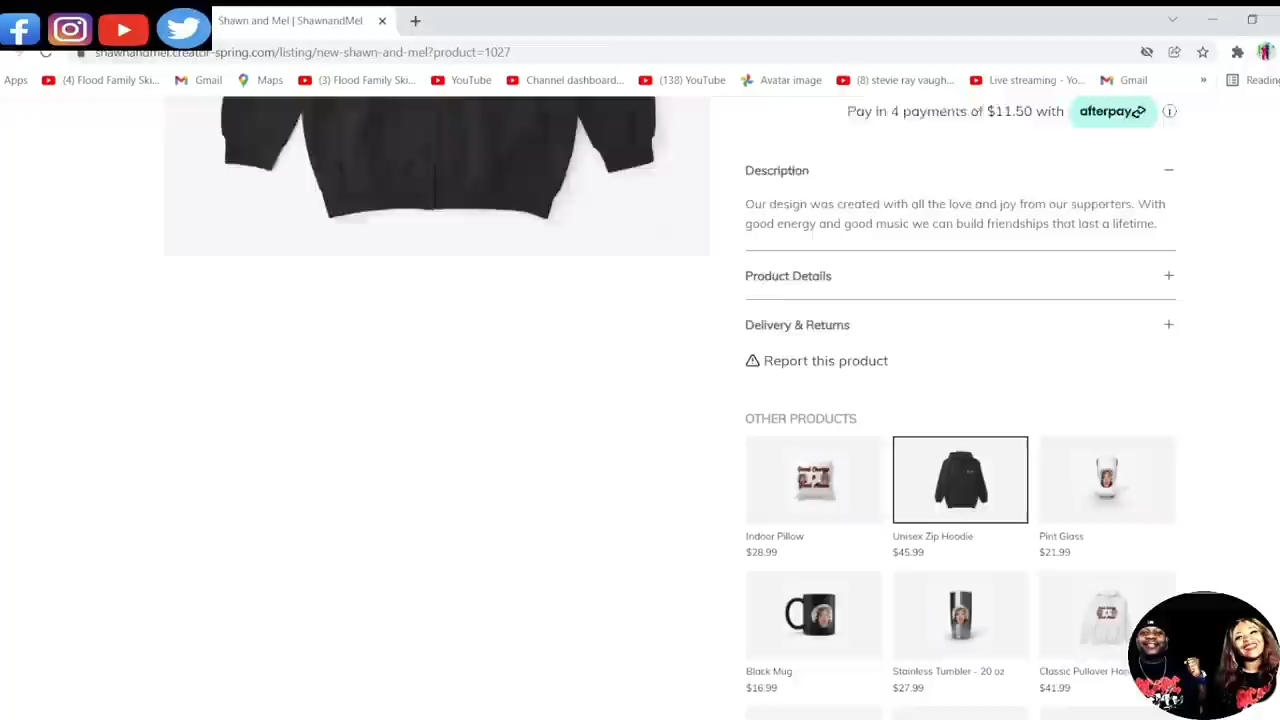 Shawn and Mel | ShawnandMel
shawnandmel.creator-spring.com/listing/new-shawn-and-mel?product=1027
Apps (4) Flood Family Ski... Gmail Maps (3) Flood Family Ski... YouTube Channel dashboard... (138) YouTube Avatar image (8) stevie ray vaugh... Live streaming - Yo... Gmail » Reading
Pay in 4 payments of $11.50 with afterpay
Description
Our design was created with all the love and joy from our supporters. With
good energy and good music we can build friendships that last a lifetime.
Product Details
Delivery & Returns
Report this product
OTHER PRODUCTS
Indoor Pillow Unisex Zip Hoodie Pint Glass
$28.99 $45.99 $21.99
Black Mug Stainless Tumbler - 20 oz Classic Pullover
$16.99 $27.99 $41.99